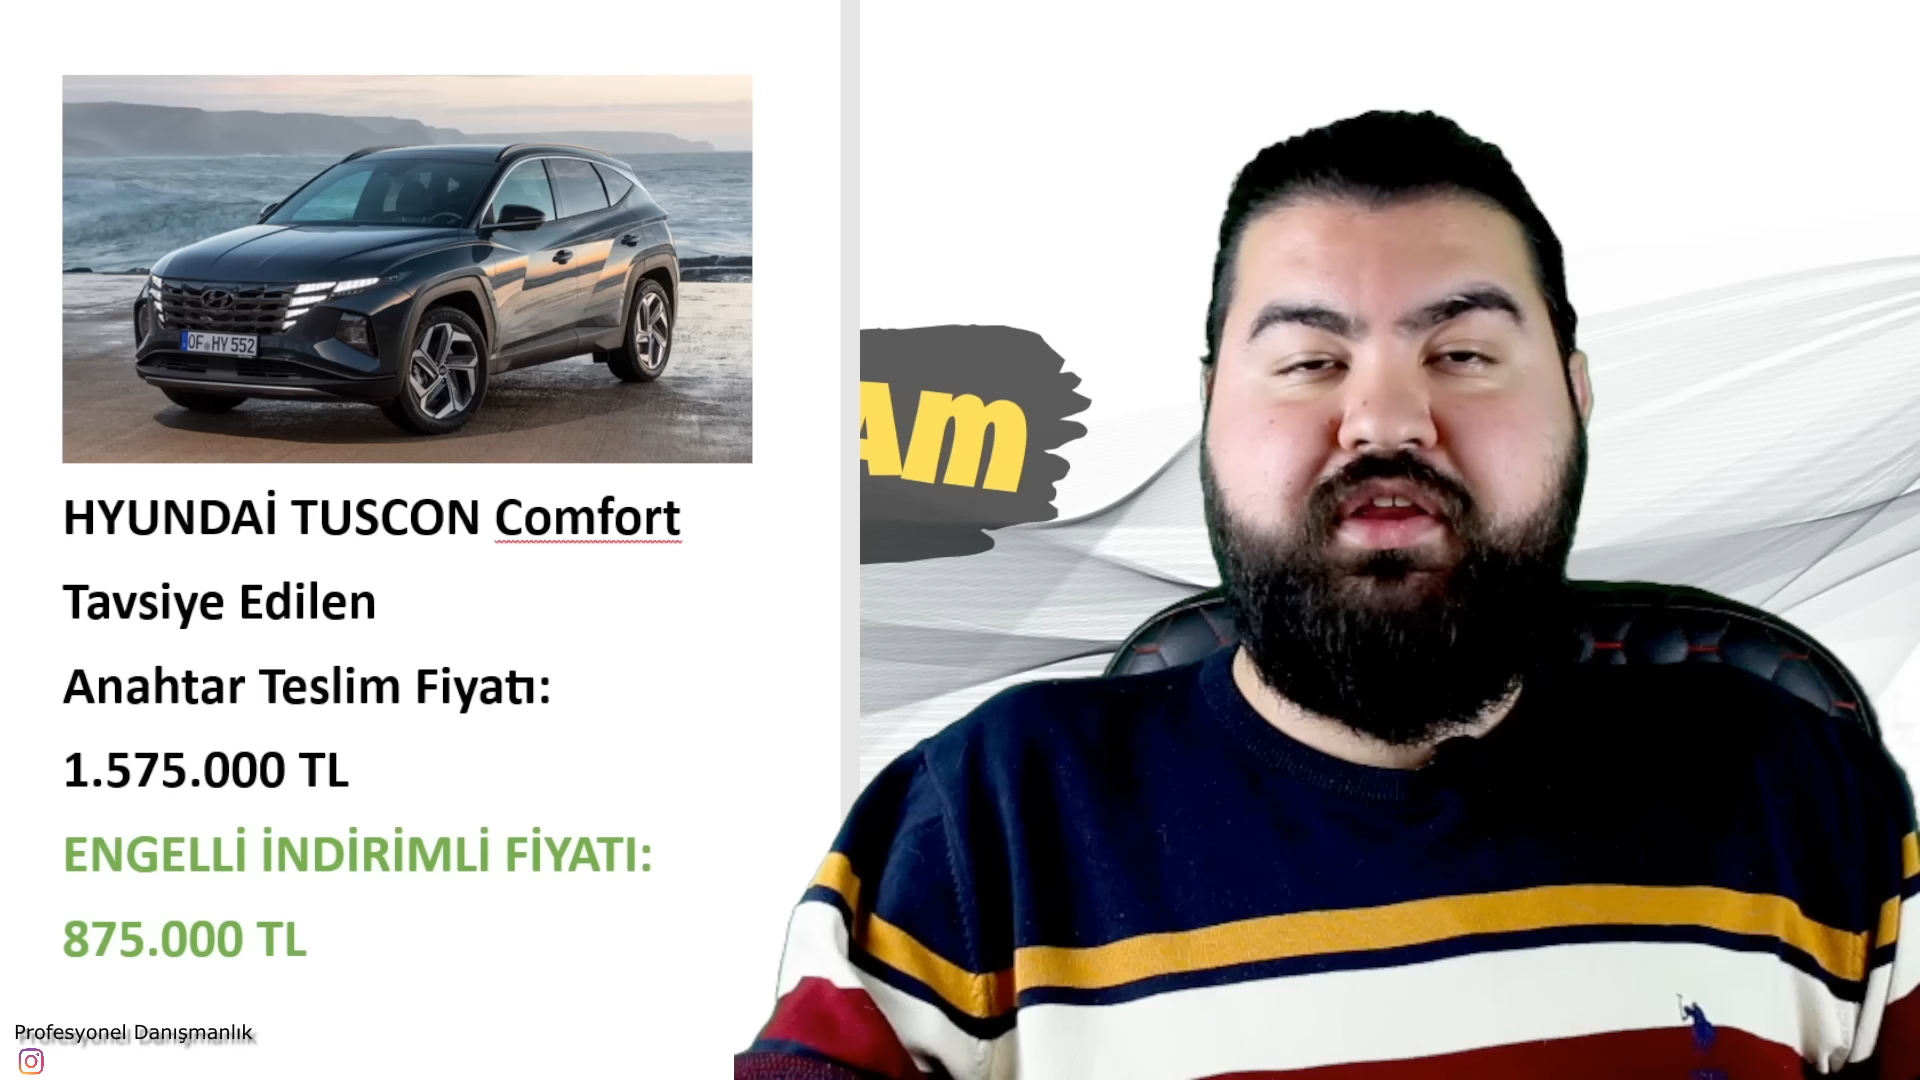 OF HY 552
HYUNDAİ TUSCON Comfort
Tavsiye Edilen
Anahtar Teslim Fiyatı:
1.575.000 TL
ENGELLİ İNDİRİMLİ FİYATI:
875.000 TL
Am
Profesyonel Danışmanlık